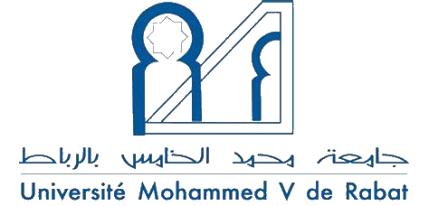 جامعة محمد الخامس بالرباط
Université Mohammed V de Rabat